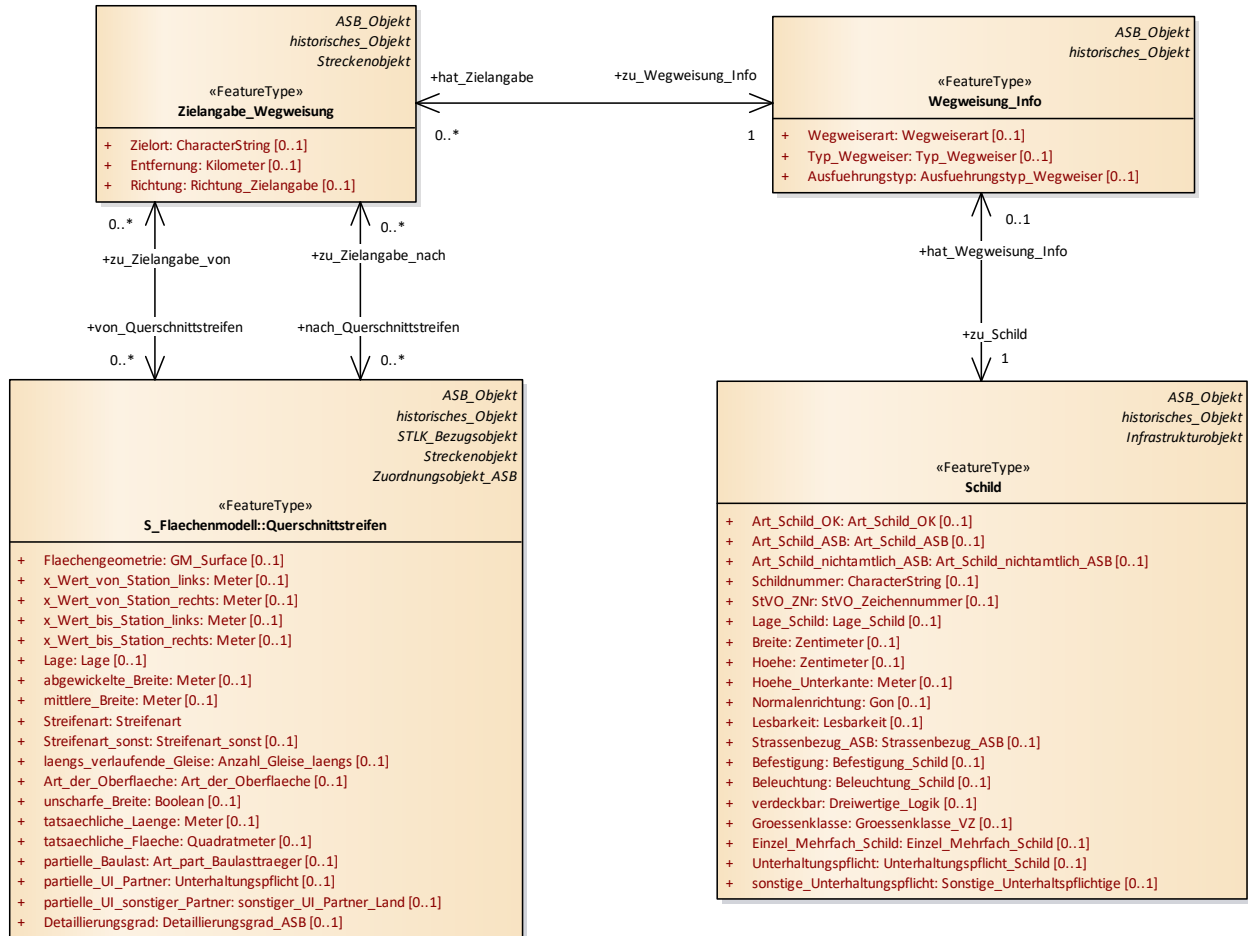 ASB_Objekt
historisches_Objekt
Streckenobjekt
«FeatureType»
Zielangabe_Wegweisung
+ Zielort: CharacterString [0..1]
+ Entfernung: Kilometer [0..1]
+ Richtung: Richtung_Zielangabe [0..1]
+hat_Zielangabe
0..*
+zu_Wegweisung_Info
1
ASB_Objekt
historisches_Objekt
«FeatureType»
Wegweisung_Info
+ Wegweiserart: Wegweiserart [0..1]
+ Typ_Wegweiser: Typ_Wegweiser [0..1]
+ Ausfuehrungstyp: Ausfuehrungstyp_Wegweiser [0..1]
0..*
+zu_Zielangabe_von
+von_Querschnittstreifen
0..*
0..*
+zu_Zielangabe_nach
+nach_Querschnittstreifen
0..*
0..1
+hat_Wegweisung_Info
+zu_Schild
1
ASB_Objekt
historisches_Objekt
STLK_Bezugsobjekt
Streckenobjekt
Zuordnungsobjekt_ASB
«FeatureType»
S_Flaechenmodell::Querschnittstreifen
+ Flaechengeometrie: GM_Surface [0..1]
+ x_Wert_von_Station_links: Meter [0..1]
+ x_Wert_von_Station_rechts: Meter [0..1]
+ x_Wert_bis_Station_links: Meter [0..1]
+ x_Wert_bis_Station_rechts: Meter [0..1]
+ Lage: Lage [0..1]
+ abgewickelte_Breite: Meter [0..1]
+ mittlere_Breite: Meter [0..1]
+ Streifenart: Streifenart
+ Streifenart_sonst: Streifenart_sonst [0..1]
+ laengs_verlaufende_Gleise: Anzahl_Gleise_laengs [0..1]
+ Art_der_Oberflaeche: Art_der_Oberflaeche [0..1]
+ unscharfe_Breite: Boolean [0..1]
+ tatsaechliche_Laenge: Meter [0..1]
+ tatsaechliche_Flaeche: Quadratmeter [0..1]
+ partielle_Baulast: Art_part_Baulasttraeger [0..1]
+ partielle_UI_Partner: Unterhaltungspflicht [0..1]
+ partielle_UI_sonstiger_Partner: sonstiger_UI_Partner_Land [0..1]
+ Detaillierungsgrad: Detaillierungsgrad_ASB [0..1]
ASB_Objekt
historisches_Objekt
Infrastrukturobjekt
«FeatureType»
Schild
+ Art_Schild_OK: Art_Schild_OK [0..1]
+ Art_Schild_ASB: Art_Schild_ASB [0..1]
+ Art_Schild_nichtamtlich_ASB: Art_Schild_nichtamtlich_ASB [0..1]
+ Schildnummer: CharacterString [0..1]
+ StVO_ZNr: StVO_Zeichennummer [0..1]
+ Lage_Schild: Lage_Schild [0..1]
+ Breite: Zentimeter [0..1]
+ Hoehe: Zentimeter [0..1]
+ Hoehe_Unterkante: Meter [0..1]
+ Normalenrichtung: Gon [0..1]
+ Lesbarkeit: Lesbarkeit [0..1]
+ Strassenbezug_ASB: Strassenbezug_ASB [0..1]
+ Befestigung: Befestigung_Schild [0..1]
+ Beleuchtung: Beleuchtung_Schild [0..1]
+ verdeckbar: Dreiwertige_Logik [0..1]
+ Groessenklasse: Groessenklasse_VZ [0..1]
+ Einzel_Mehrfach_Schild: Einzel_Mehrfach_Schild [0..1]
+ Unterhaltungspflicht: Unterhaltungspflicht_Schild [0..1]
+ sonstige_Unterhaltungspflicht: Sonstige_Unterhaltspflichtige [0..1]